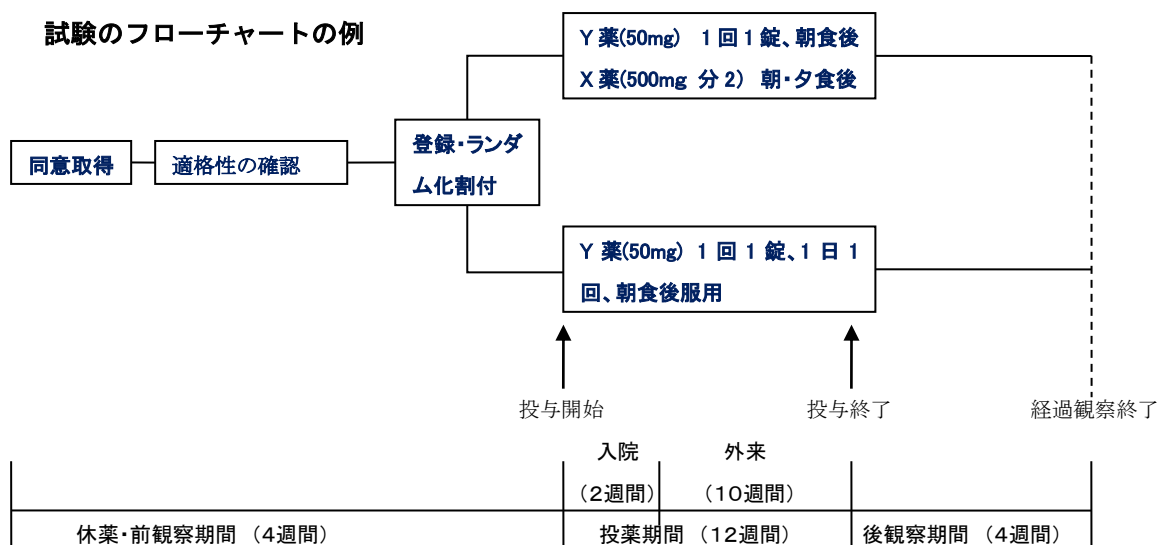 試験のフローチャートの例
Y 薬(50mg) 1回1錠、朝食後
X 薬(500mg 分2) 朝・夕食後
同意取得
適格性の確認
登録・ランダ
ム化割付
Y 薬(50mg) 1 回 1 錠、1 日 1
回、朝食後服用
投与開始
投与終了
経過観察終了
入院
外来
(2週間)
(10週間)
休薬・前観察期間 (4週間)
投薬期間 (12週間)
後観察期間 (4週間)